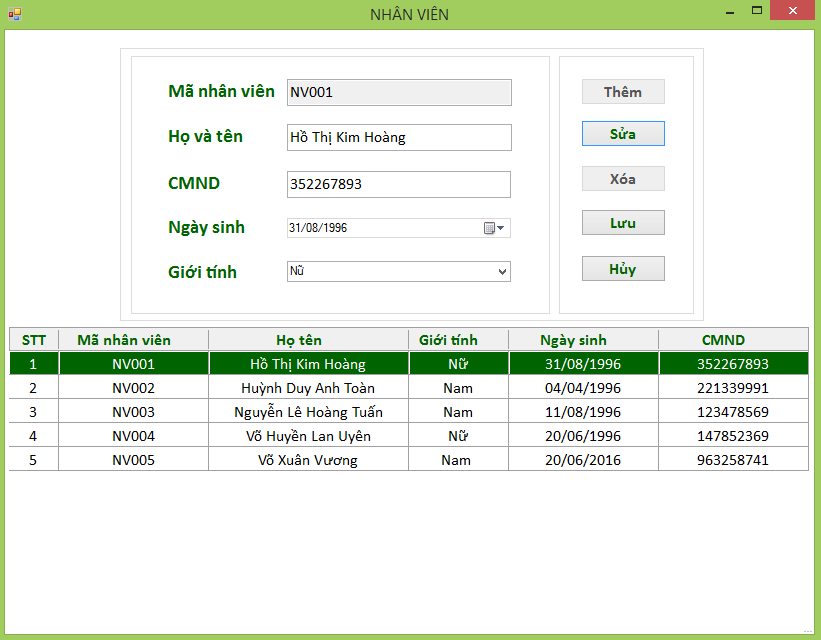 NHÂN VIÊN
Mã nhân viên NV001
Họ và tên Hồ Thị Kim Hoàng
CMND 352267893
Ngày sinh 31/08/1996
Giới tính Nữ
Thêm
Sửa
Xóa
Lưu
Hủy
STT Mã nhân viên Họ tên Giới tính Ngày sinh CMND
1 NV001 Hồ Thị Kim Hoàng Nữ 31/08/1996 352267893
2 NV002 Huỳnh Duy Anh Toàn Nam 04/04/1996 221339991
3 NV003 Nguyễn Lê Hoàng Tuấn Nam 11/08/1996 123478569
4 NV004 Võ Huyền Lan Uyên Nữ 20/06/1996 147852369
5 NV005 Võ Xuân Vương Nam 20/06/2016 963258741